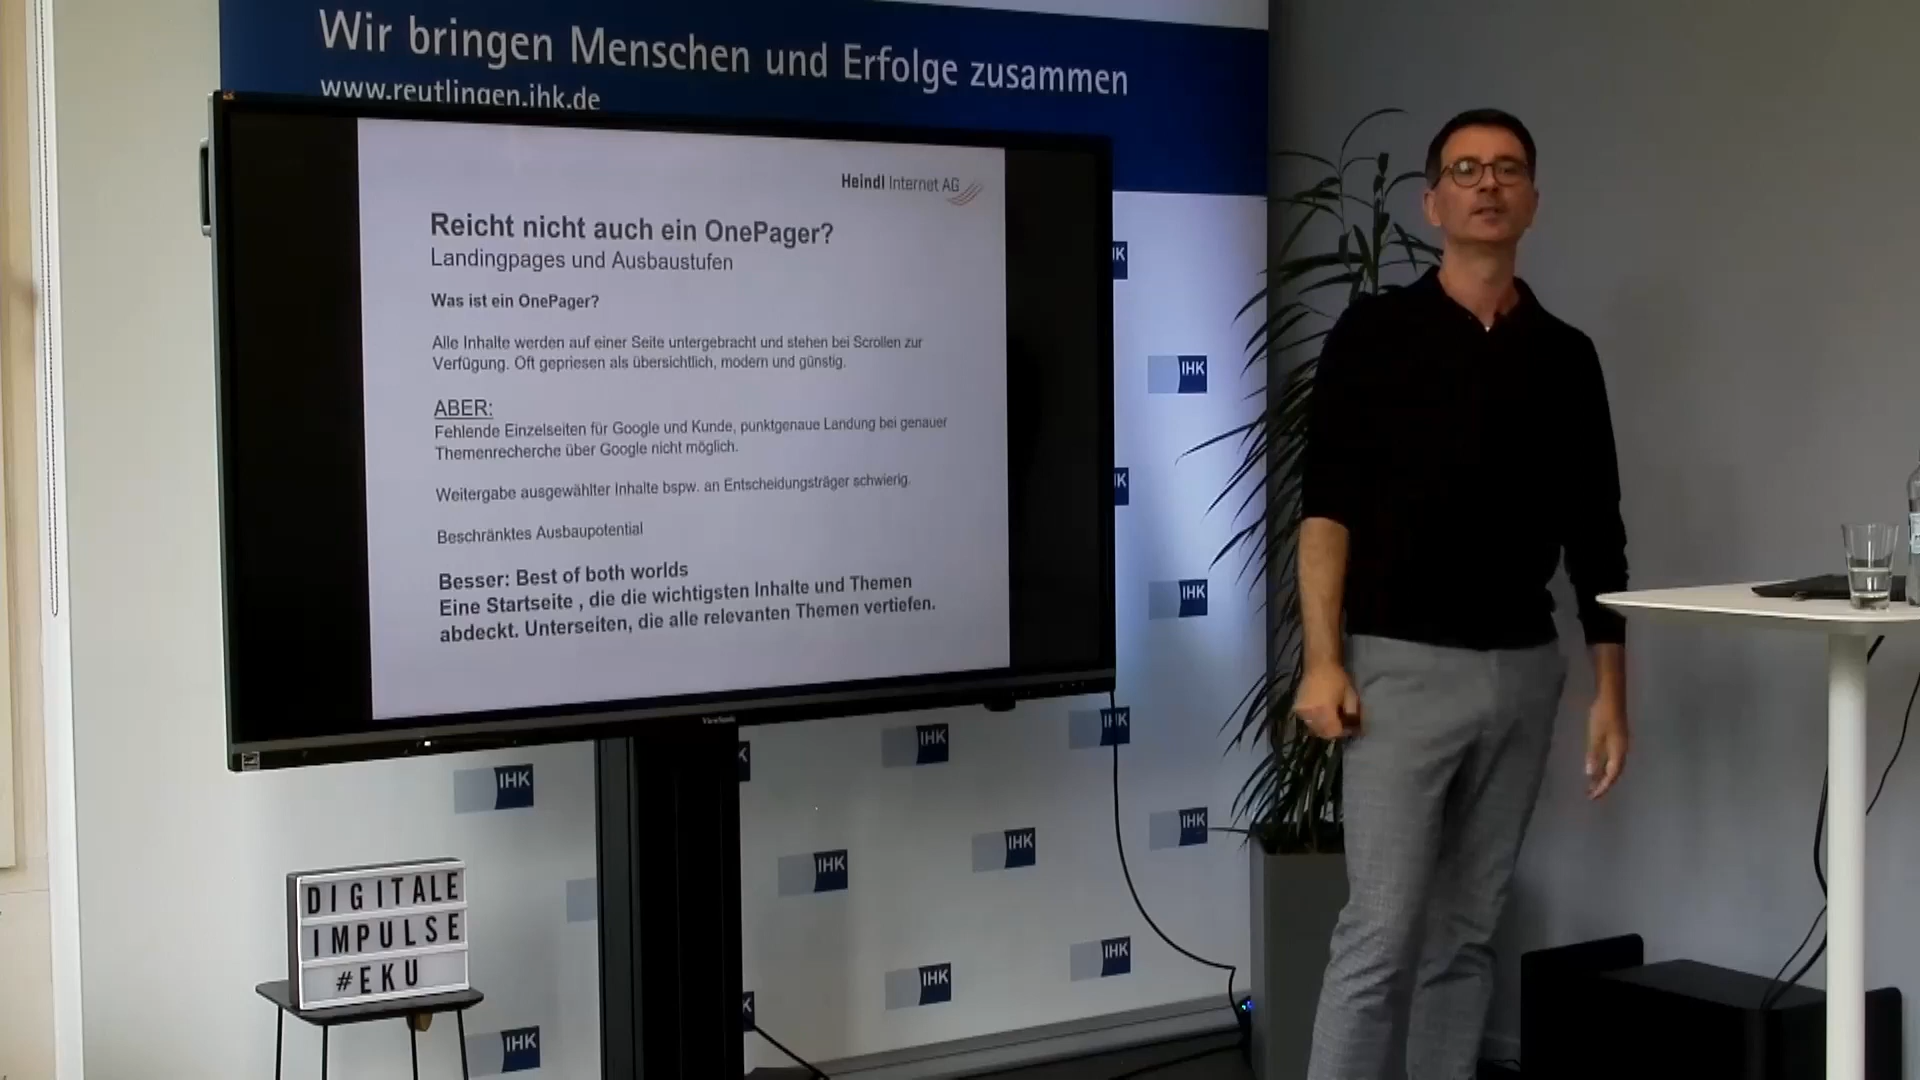 Wir bringen Menschen und Erfolge zusammen
www.reutlingen.ihk.de
Heindl Internet AG
Reicht nicht auch ein OnePager?
Landingpages und Ausbaustufen
Was ist ein OnePager?
Alle Inhalte werden auf einer Seite untergebracht und stehen bei Scrollen zur
Verfügung. Oft gepriesen als übersichtlich, modern und günstig.
ABER:
Fehlende Einzelseiten für Google und Kunde, punktgenaue Landung bei genauer
Themenrecherche über Google nicht möglich.
Weitergabe ausgewählter Inhalte bspw. an Entscheidungsträger schwierig.
Beschränktes Ausbaupotential
Besser: Best of both worlds
Eine Startseite , die die wichtigsten Inhalte und Themen
abdeckt. Unterseiten, die alle relevanten Themen vertiefen.
ViewSonic
HK
IHK
HK
IHK
IHK
IHK
K
IHK
IHK
IHK
IHK
IHK
IHK
K
IHK
DIGITALE
IMPULSE
#EKU